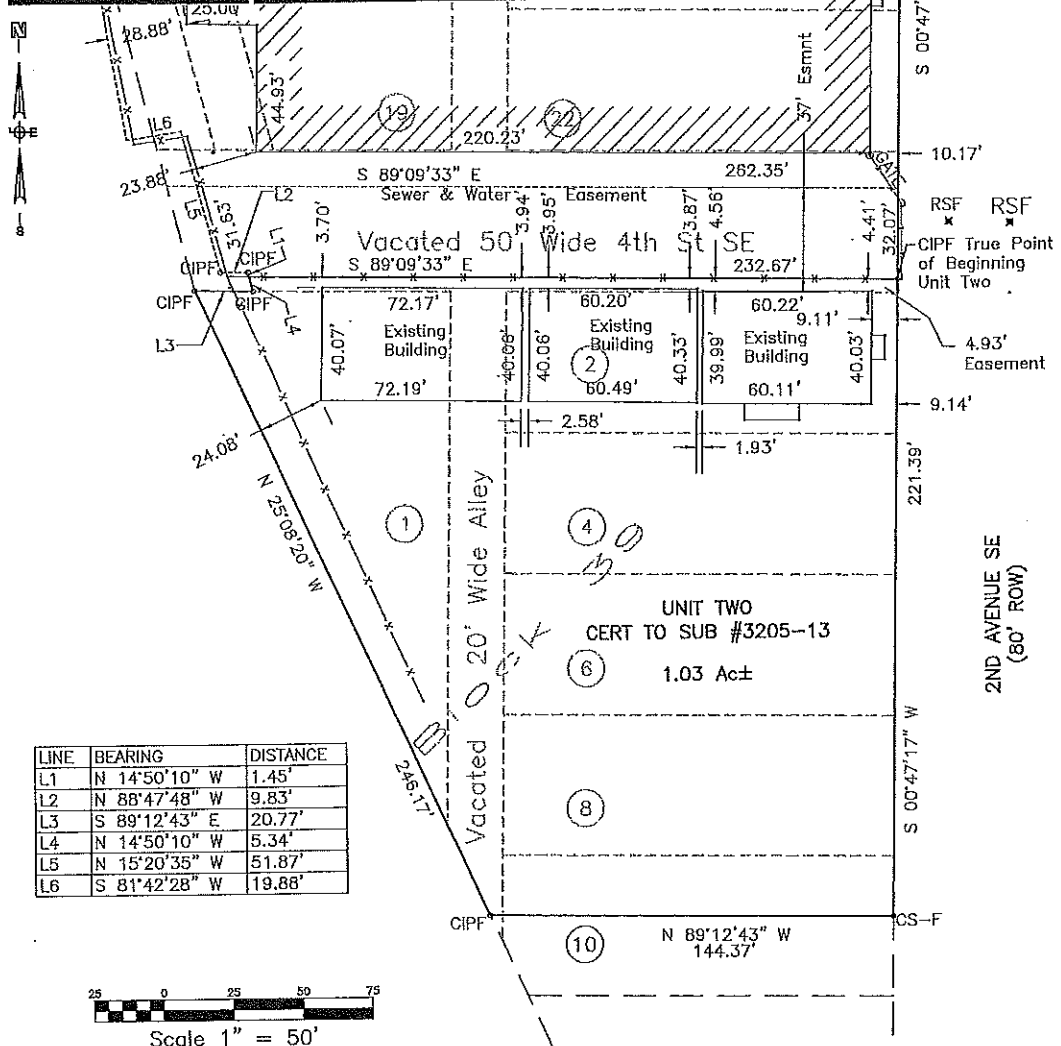 25.00'
28.88'
S 00°47'
N
E
S
L6
44.93'
19
22
37' Esmnt
220.23'
10.17'
23.88'
S 89°09'33" E
262.35'
GATE
L2
Sewer & Water Easement
L5
31.63'
L1
3.70'
3.94'
3.95'
3.87'
4.56'
4.41'
32.07'
RSF
RSF
Vacated 50' Wide 4th St SE
CIPF True Point
of Beginning
Unit Two
CIPF
CIPF
S 89°09'33" E
232.67'
CIPF
CIPF
L4
L3
72.17'
60.20'
60.22'
9.11'
4.93'
Easement
Existing
Building
Existing
Building
Existing
Building
40.07'
40.08'
40.06'
2
40.33'
39.99'
40.03'
72.19'
60.49'
60.11'
9.14'
2.58'
1.93'
24.08'
N 25°08'20" W
221.39'
1
Vacated 20' Wide Alley
4
BLOCK 30
2ND AVENUE SE
(80' ROW)
UNIT TWO
CERT TO SUB #3205-13
1.03 Ac±
6
S 00°47'17" W
246.17'
8
LINE BEARING DISTANCE
L1 N 14°50'10" W 1.45'
L2 N 88°47'48" W 9.83'
L3 S 89°12'43" E 20.77'
L4 N 14°50'10" W 5.34'
L5 N 15°20'35" W 51.87'
L6 S 81°42'28" W 19.88'
CIPF
CS-F
N 89°12'43" W
144.37'
10
25 0 25 50 75
Scale 1" = 50'